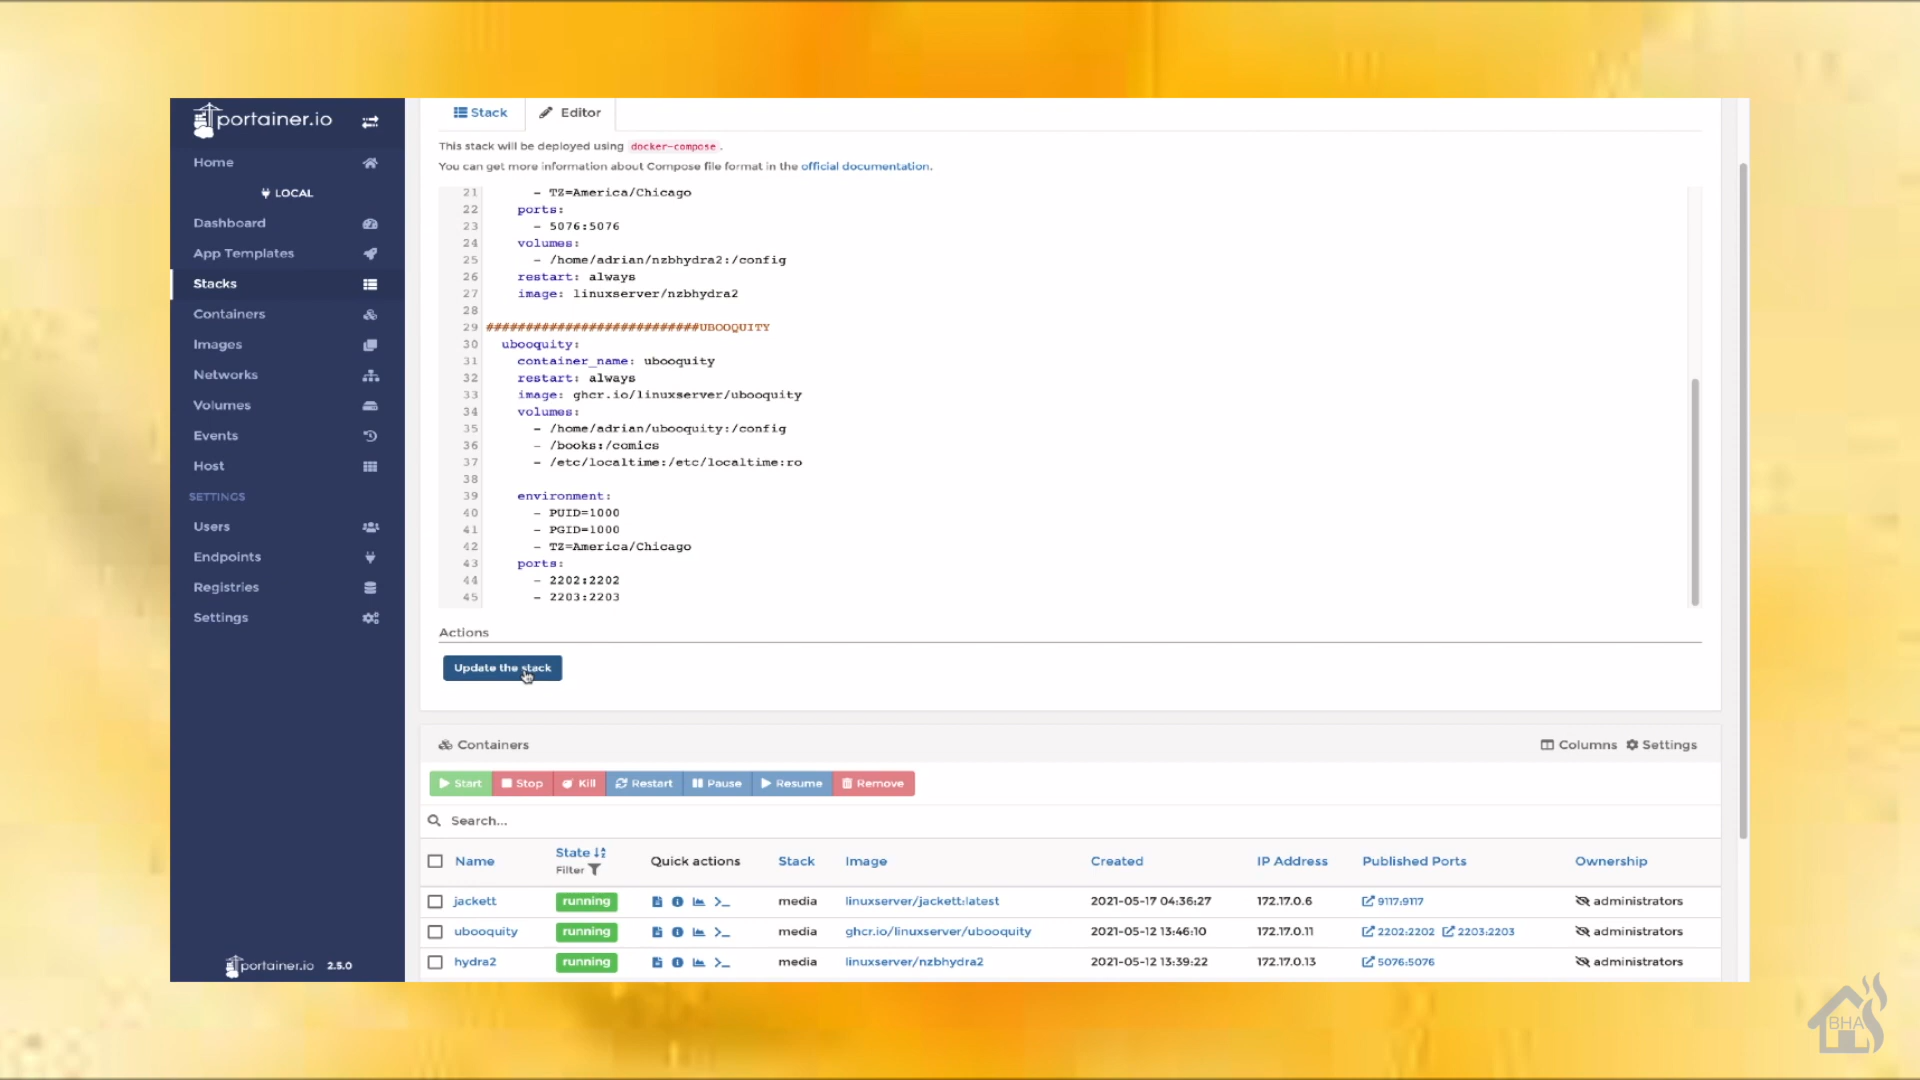 portainer.io
Home
LOCAL
Dashboard
App Templates
Stacks
Containers
Images
Networks
Volumes
Events
Host
SETTINGS
Users
Endpoints
Registries
Settings
portainer.io 2.5.0
Stack Editor
This stack will be deployed using docker-compose.
You can get more information about Compose file format in the official documentation.
21 - TZ=America/Chicago
22 ports:
23 - 5076:5076
24 volumes:
25 - /home/adrian/nzbhydra2:/config
26 restart: always
27 image: linuxserver/nzbhydra2
28
29 ###########################UBOOQUITY
30 ubooquity:
31 container_name: ubooquity
32 restart: always
33 image: ghcr.io/linuxserver/ubooquity
34 volumes:
35 - /home/adrian/ubooquity:/config
36 - /books:/comics
37 - /etc/localtime:/etc/localtime:ro
38
39 environment:
40 - PUID=1000
41 - PGID=1000
42 - TZ=America/Chicago
43 ports:
44 - 2202:2202
45 - 2203:2203
Actions
Update the stack
Containers Columns Settings
Start Stop Kill Restart Pause Resume Remove
Search...
Name State Filter Quick actions Stack Image Created IP Address Published Ports Ownership
jackett running media linuxserver/jackett:latest 2021-05-17 04:36:27 172.17.0.6 9117:9117 administrators
ubooquity running media ghcr.io/linuxserver/ubooquity 2021-05-12 13:46:10 172.17.0.11 2202:2202 2203:2203 administrators
hydra2 running media linuxserver/nzbhydra2 2021-05-12 13:39:22 172.17.0.13 5076:5076 administrators
BHA